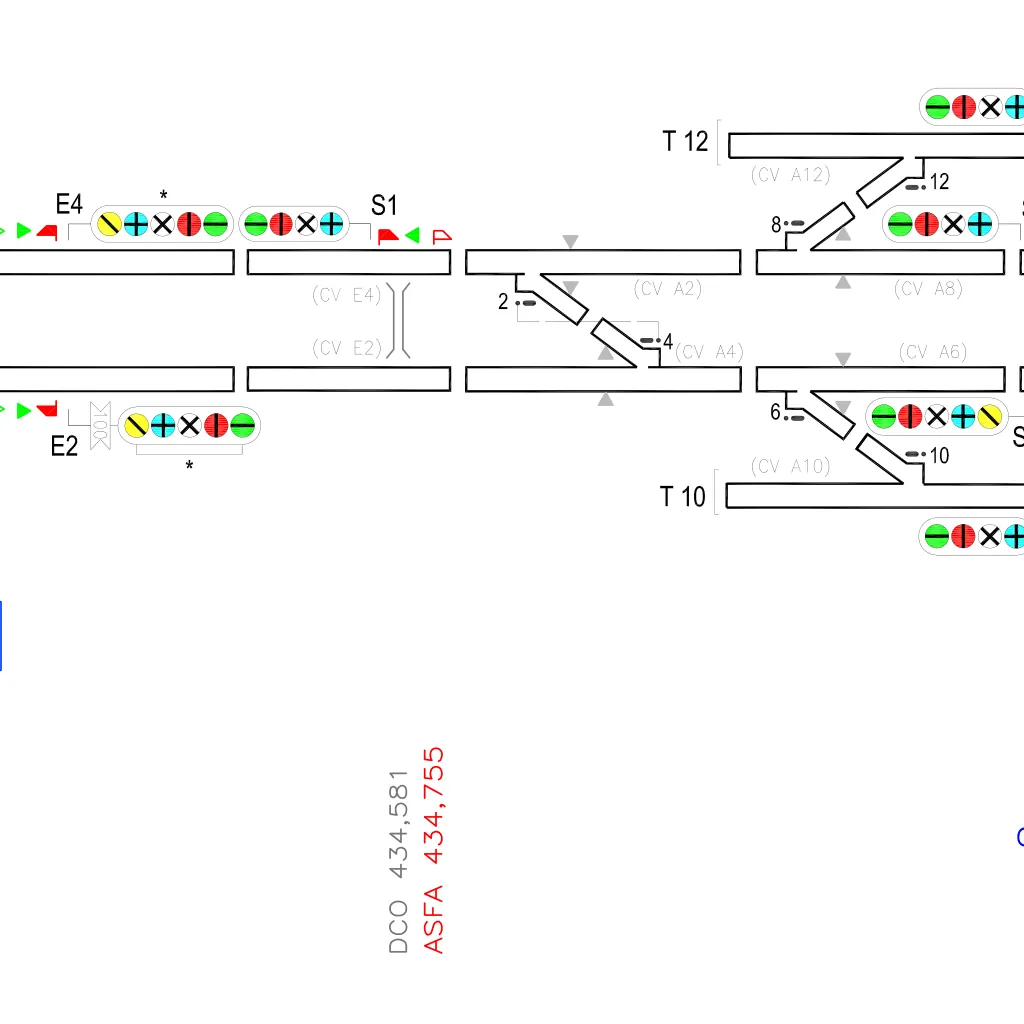 T 12
(CV A12)
12
E4
*
S1
8
(CV E4)
(CV A2)
(CV A8)
2
4
(CV E2)
(CV A4)
(CV A6)
100
E2
*
6
10
(CV A10)
T 10
DCO 434,581
ASFA 434,755